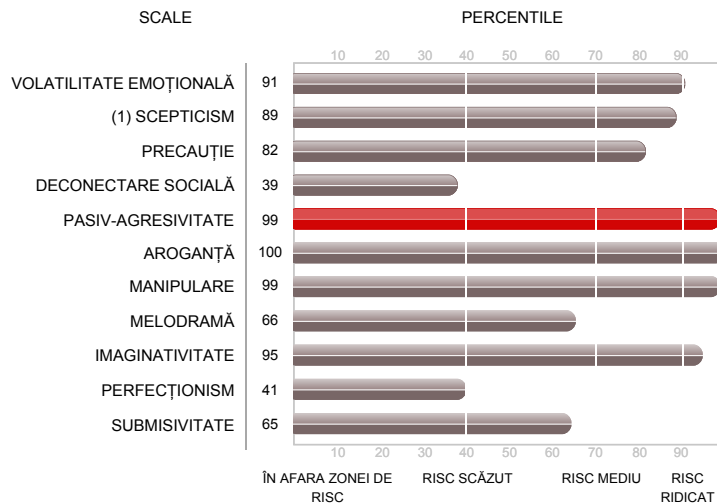 SCALE PERCENTILE
10 20 30 40 50 60 70 80 90
VOLATILITATE EMOȚIONALĂ 91
(1) SCEPTICISM 89
PRECAUȚIE 82
DECONECTARE SOCIALĂ 39
PASIV-AGRESIVITATE 99
AROGANȚĂ 100
MANIPULARE 99
MELODRAMĂ 66
IMAGINATIVITATE 95
PERFECȚIONISM 41
SUBMISIVITATE 65
10 20 30 40 50 60 70 80 90
ÎN AFARA ZONEI DE RISC SCĂZUT RISC MEDIU RISC
RISC RIDICAT